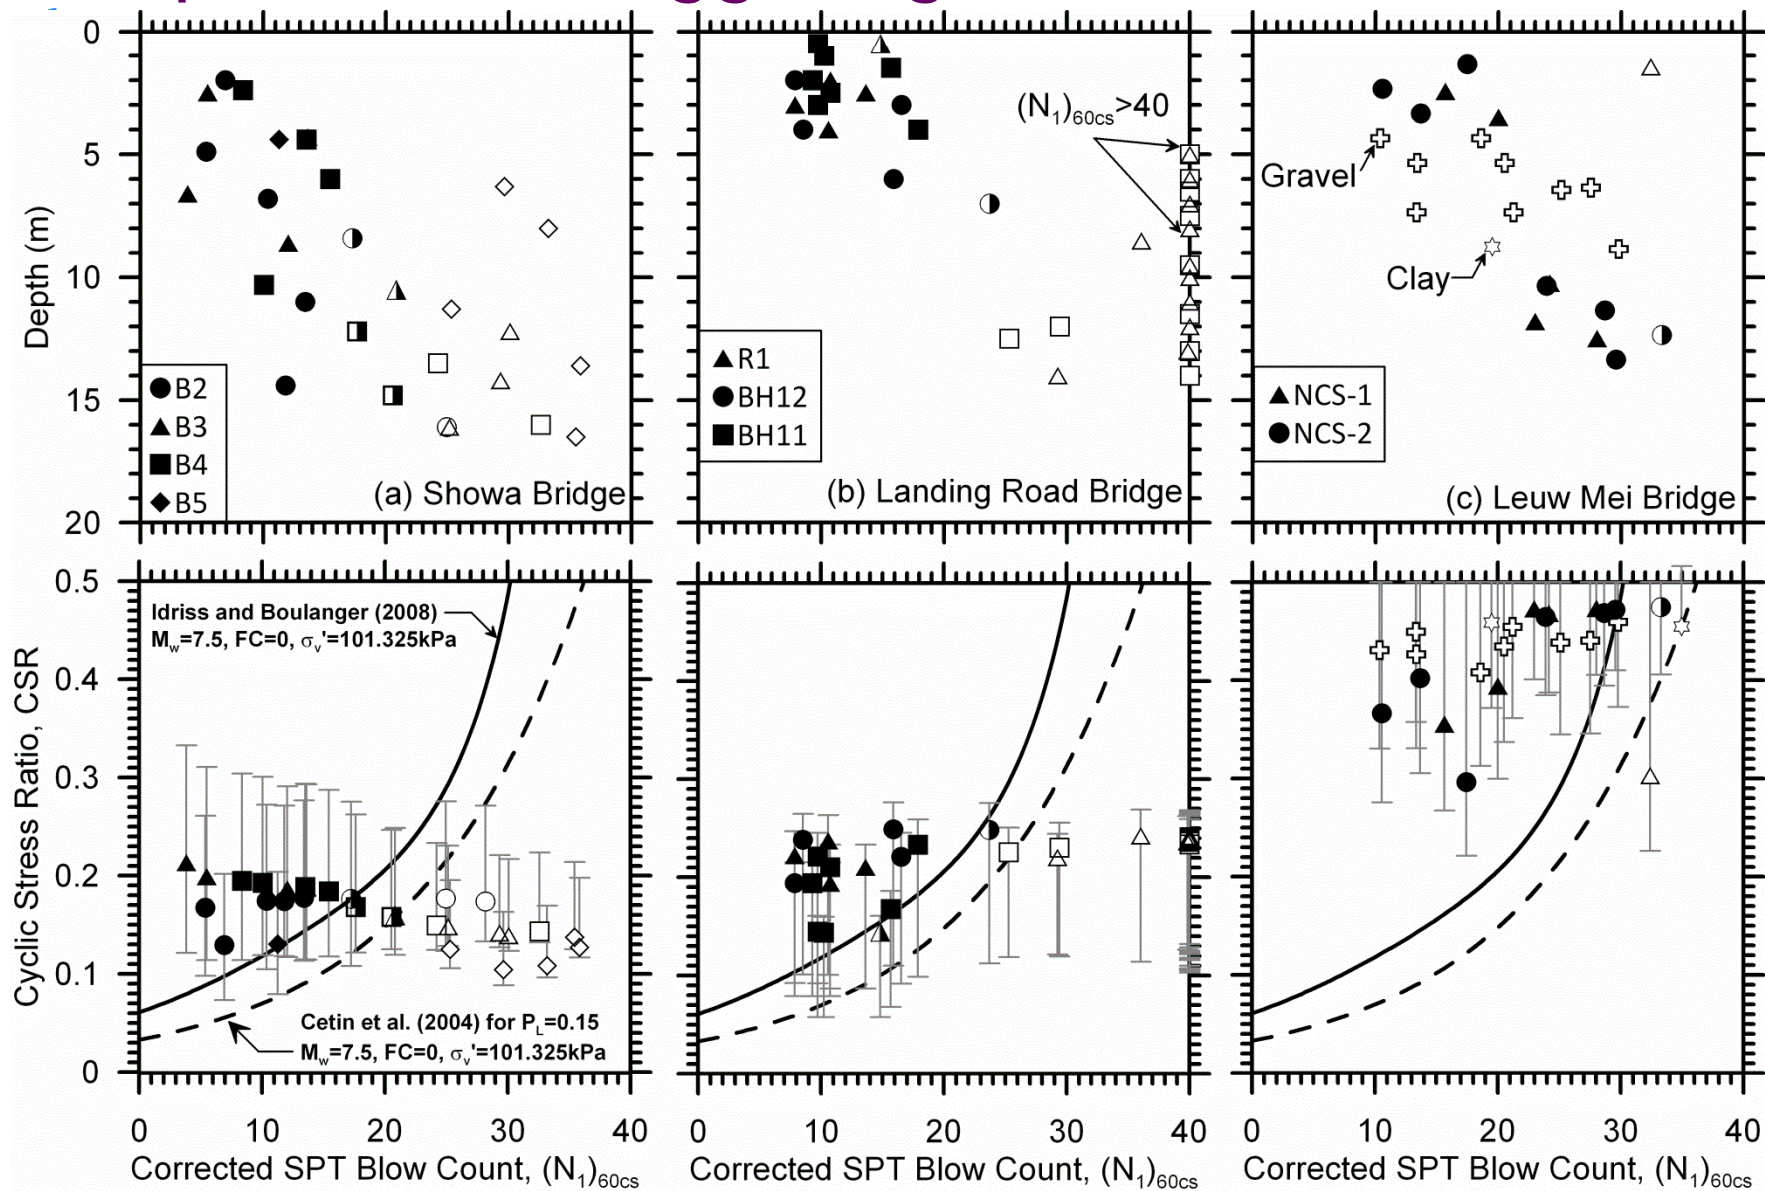 0
5
10
15
20
Depth (m)
B2
B3
B4
B5
(a) Showa Bridge
(N₁)₆₀cs>40
R1
BH12
BH11
(b) Landing Road Bridge
Gravel
Clay
NCS-1
NCS-2
(c) Leuw Mei Bridge
0.5
0.4
0.3
0.2
0.1
0
Cyclic Stress Ratio, CSR
Idriss and Boulanger (2008)
Mw=7.5, FC=0, σv'=101.325kPa
Cetin et al. (2004) for PL=0.15
Mw=7.5, FC=0, σv'=101.325kPa
0 10 20 30 40
0 10 20 30 40
0 10 20 30 40
Corrected SPT Blow Count, (N₁)₆₀cs
Corrected SPT Blow Count, (N₁)₆₀cs
Corrected SPT Blow Count, (N₁)₆₀cs